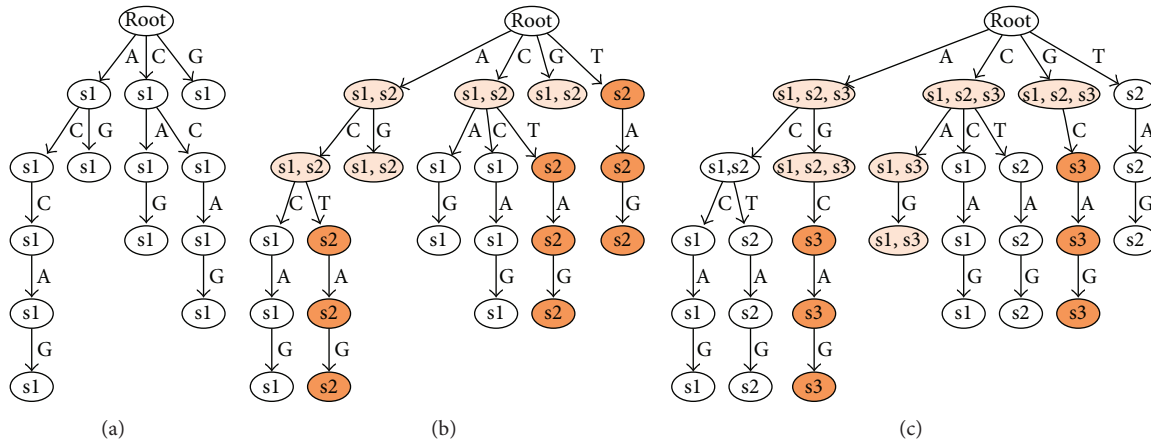 Root Root Root
A C G A C G T A C G T
s1 s1 s1 s1, s2 s1, s2 s1, s2 s2 s1, s2, s3 s1, s2, s3 s1, s2, s3 s2
C G A C C G A C T A C G A C T C A
s1 s1 s1 s1 s1, s2 s1, s2 s1 s1 s2 s2 s1,s2 s1, s2, s3 s1, s3 s1 s2 s3 s2
C G A C T G A A G C T C G A A A G
s1 s1 s1 s1 s2 s1 s1 s2 s2 s1 s2 s3 s1, s3 s1 s2 s3 s2
A G A A G G A A A G G G
s1 s1 s1 s2 s1 s2 s1 s2 s3 s1 s2 s3
G G G G G G
s1 s1 s2 s1 s2 s3
(a) (b) (c)